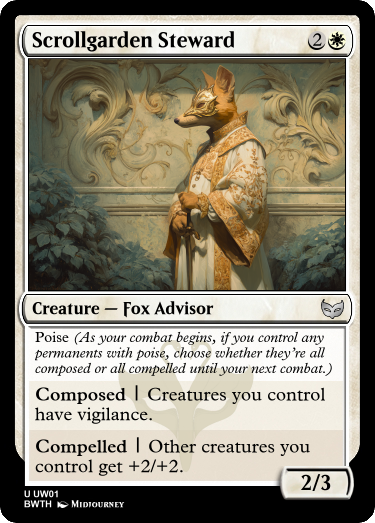 Scrollgarden Steward 2
Creature — Fox Advisor
Poise (As your combat begins, if you control any
permanents with poise, choose whether they're all
composed or all compelled until your next combat.)
Composed | Creatures you control
have vigilance.
Compelled | Other creatures you
control get +2/+2.
2/3
U UW01
BWTH Midjourney